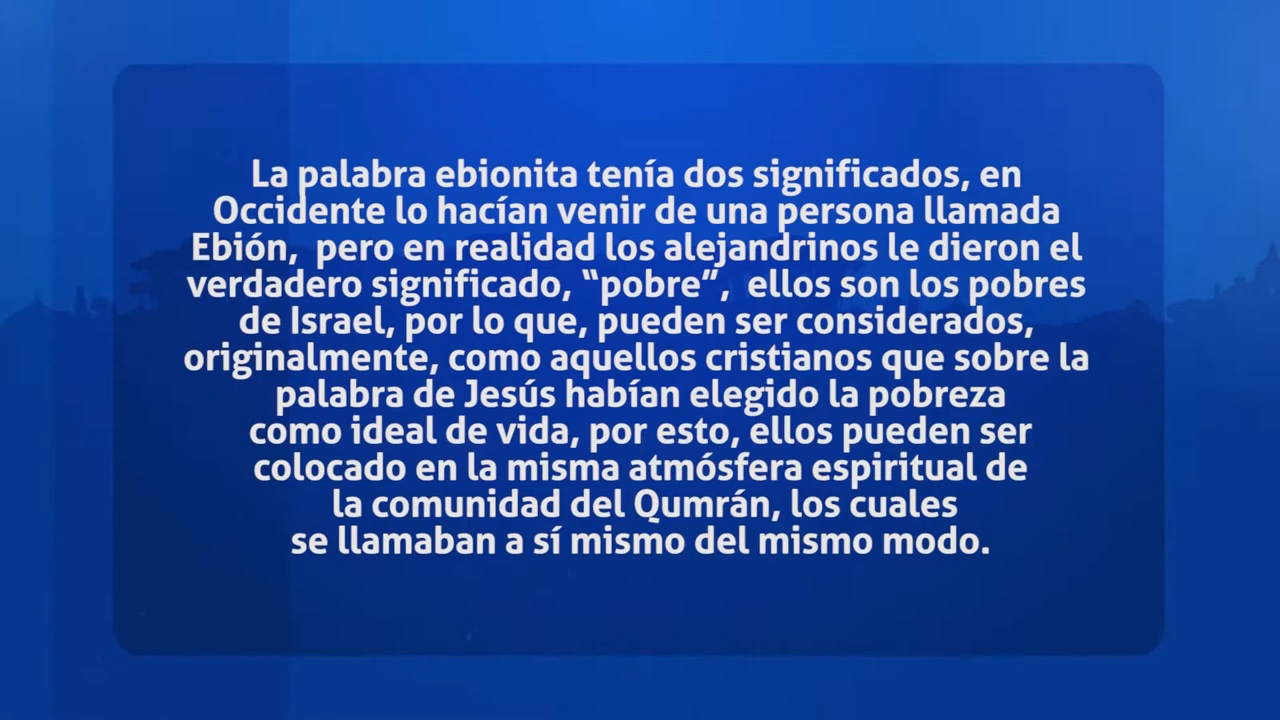 La palabra ebionita tenía dos significados, en
Occidente lo hacían venir de una persona llamada
Ebión,  pero en realidad los alejandrinos le dieron el
verdadero significado, “pobre”,  ellos son los pobres
de Israel, por lo que, pueden ser considerados,
originalmente, como aquellos cristianos que sobre la
palabra de Jesús habían elegido la pobreza
como ideal de vida, por esto, ellos pueden ser
colocado en la misma atmósfera espiritual de
la comunidad del Qumrán, los cuales
se llamaban a sí mismo del mismo modo.